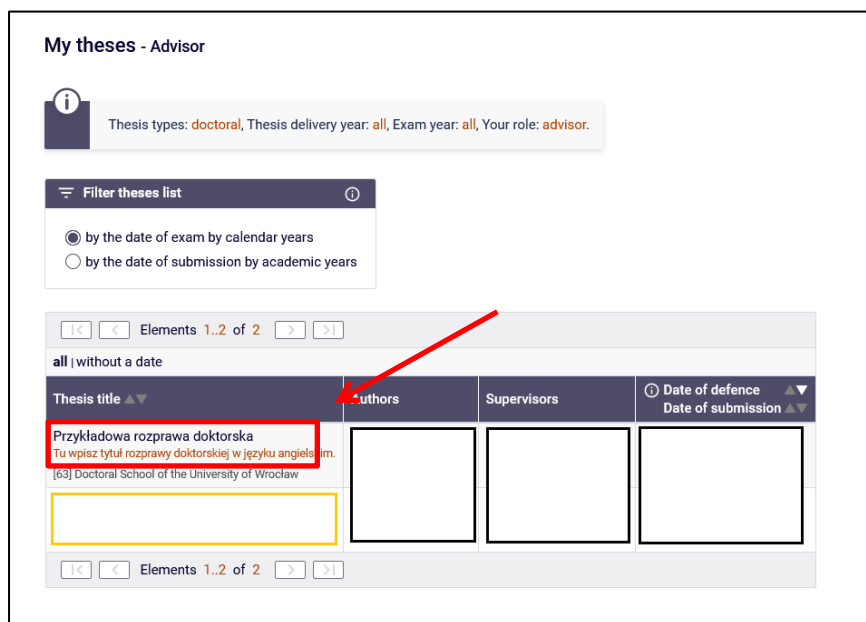 My theses - Advisor
Thesis types: doctoral, Thesis delivery year: all, Exam year: all, Your role: advisor.
Filter theses list
by the date of exam by calendar years
by the date of submission by academic years
Elements 1..2 of 2
all | without a date
Thesis title Authors Supervisors Date of defence
Date of submission
Przykładowa rozprawa doktorska
Tu wpisz tytuł rozprawy doktorskiej w języku angielskim.
[63] Doctoral School of the University of Wrocław
Elements 1..2 of 2